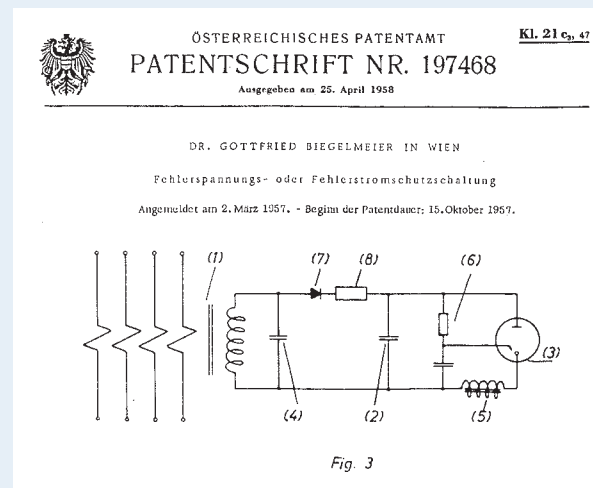 ÖSTERREICHISCHES PATENTAMT
Kl. 21 c₃, 47
PATENTSCHRIFT NR. 197468
Ausgegeben am 25. April 1958
DR. GOTTFRIED BIEGELMEIER IN WIEN
Fehlerspannungs- oder Fehlerstromschutzschaltung
Angemeldet am 2. März 1957. - Beginn der Patentdauer: 15. Oktober 1957.
(1) (7) (8) (6)
(3)
(4) (2) (5)
Fig. 3